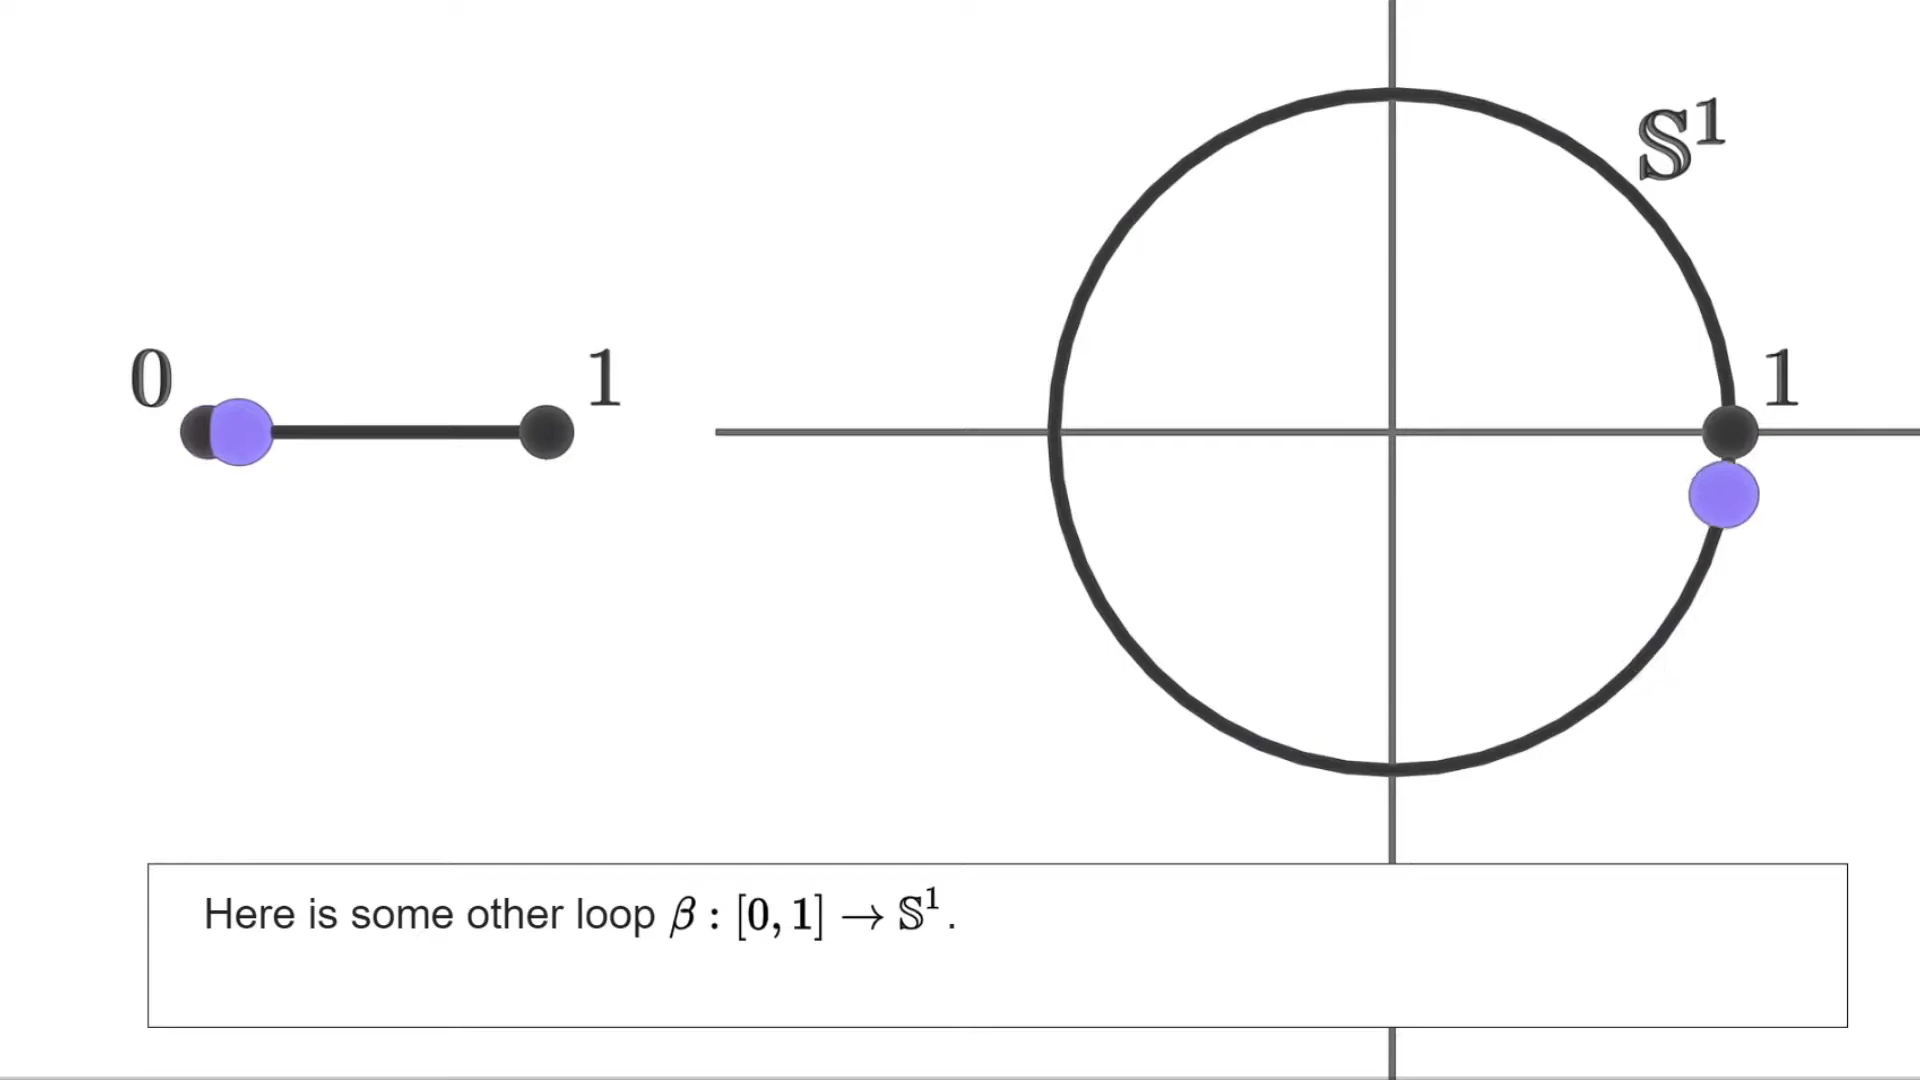 𝕊¹
0
1
1
Here is some other loop β : [0, 1] → 𝕊¹.